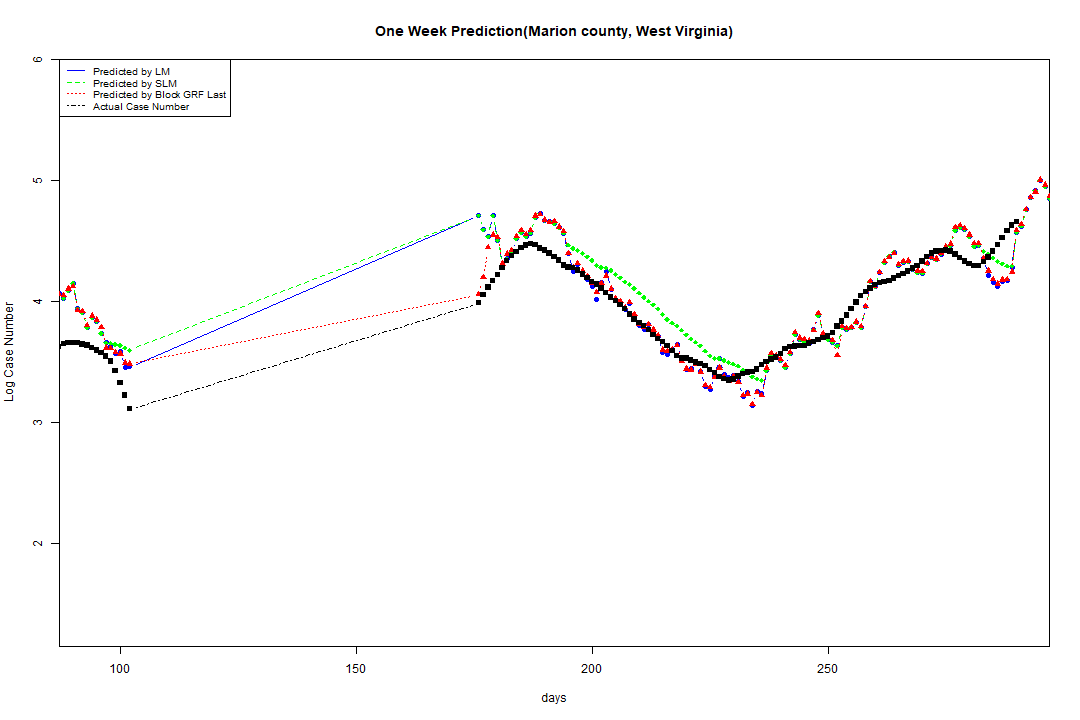 One Week Prediction(Marion county, West Virginia)
Predicted by LM
Predicted by SLM
Predicted by Block GRF Last
Actual Case Number
6
5
4
3
2
Log Case Number
100 150 200 250
days